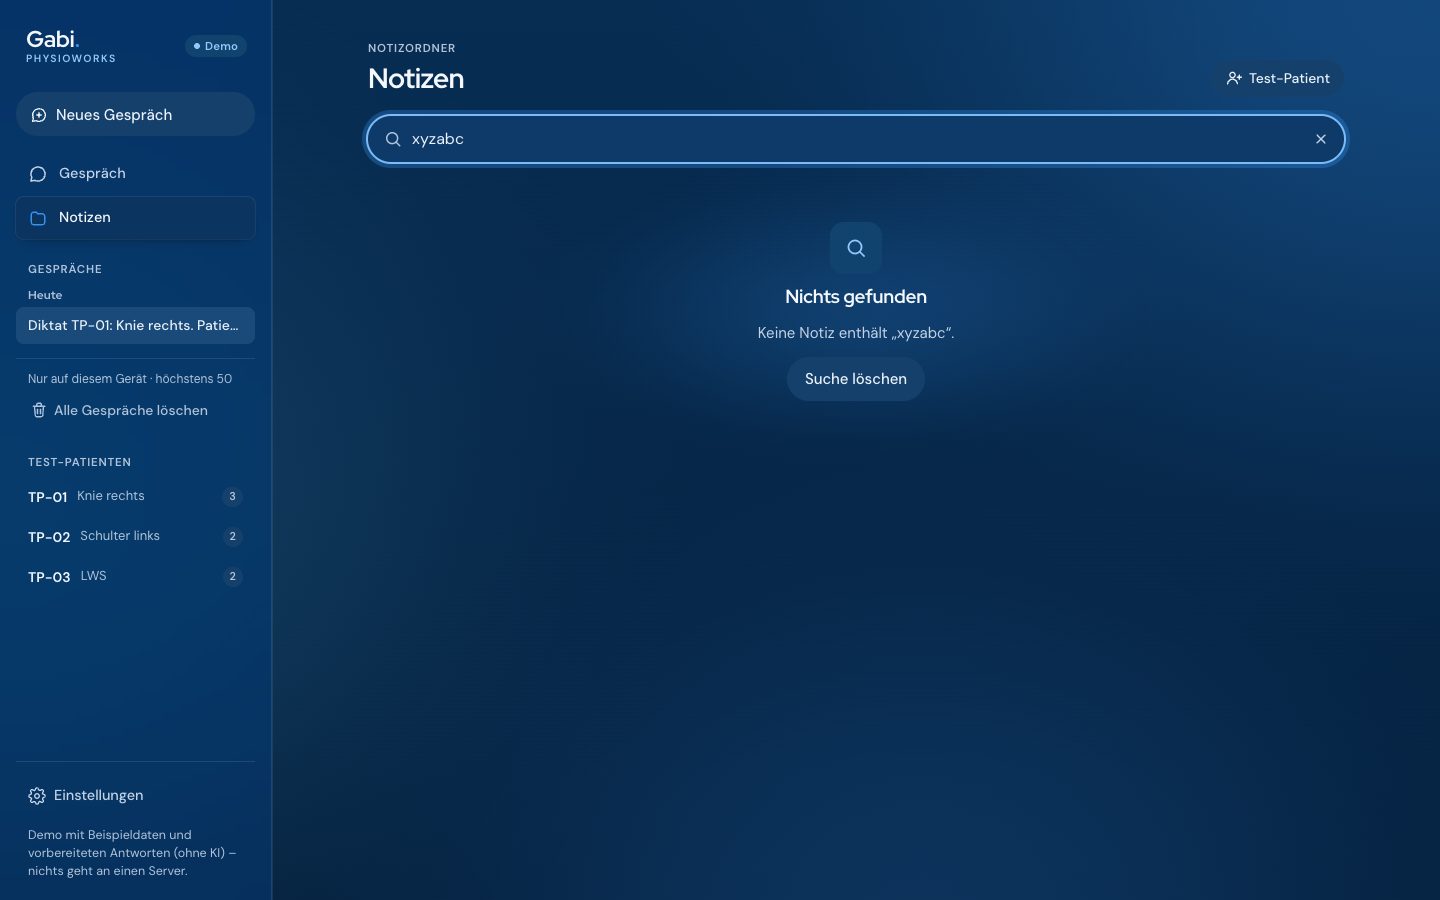 Gabi.
PHYSIOWORKS
Demo
Neues Gespräch
Gespräch
Notizen
GESPRÄCHE
Heute
Diktat TP-01: Knie rechts. Patie...
Nur auf diesem Gerät · höchstens 50
Alle Gespräche löschen
TEST-PATIENTEN
TP-01 Knie rechts 3
TP-02 Schulter links 2
TP-03 LWS 2
Einstellungen
Demo mit Beispieldaten und
vorbereiteten Antworten (ohne KI) –
nichts geht an einen Server.
NOTIZORDNER
Notizen
Test-Patient
xyzabc
Nichts gefunden
Keine Notiz enthält „xyzabc“.
Suche löschen